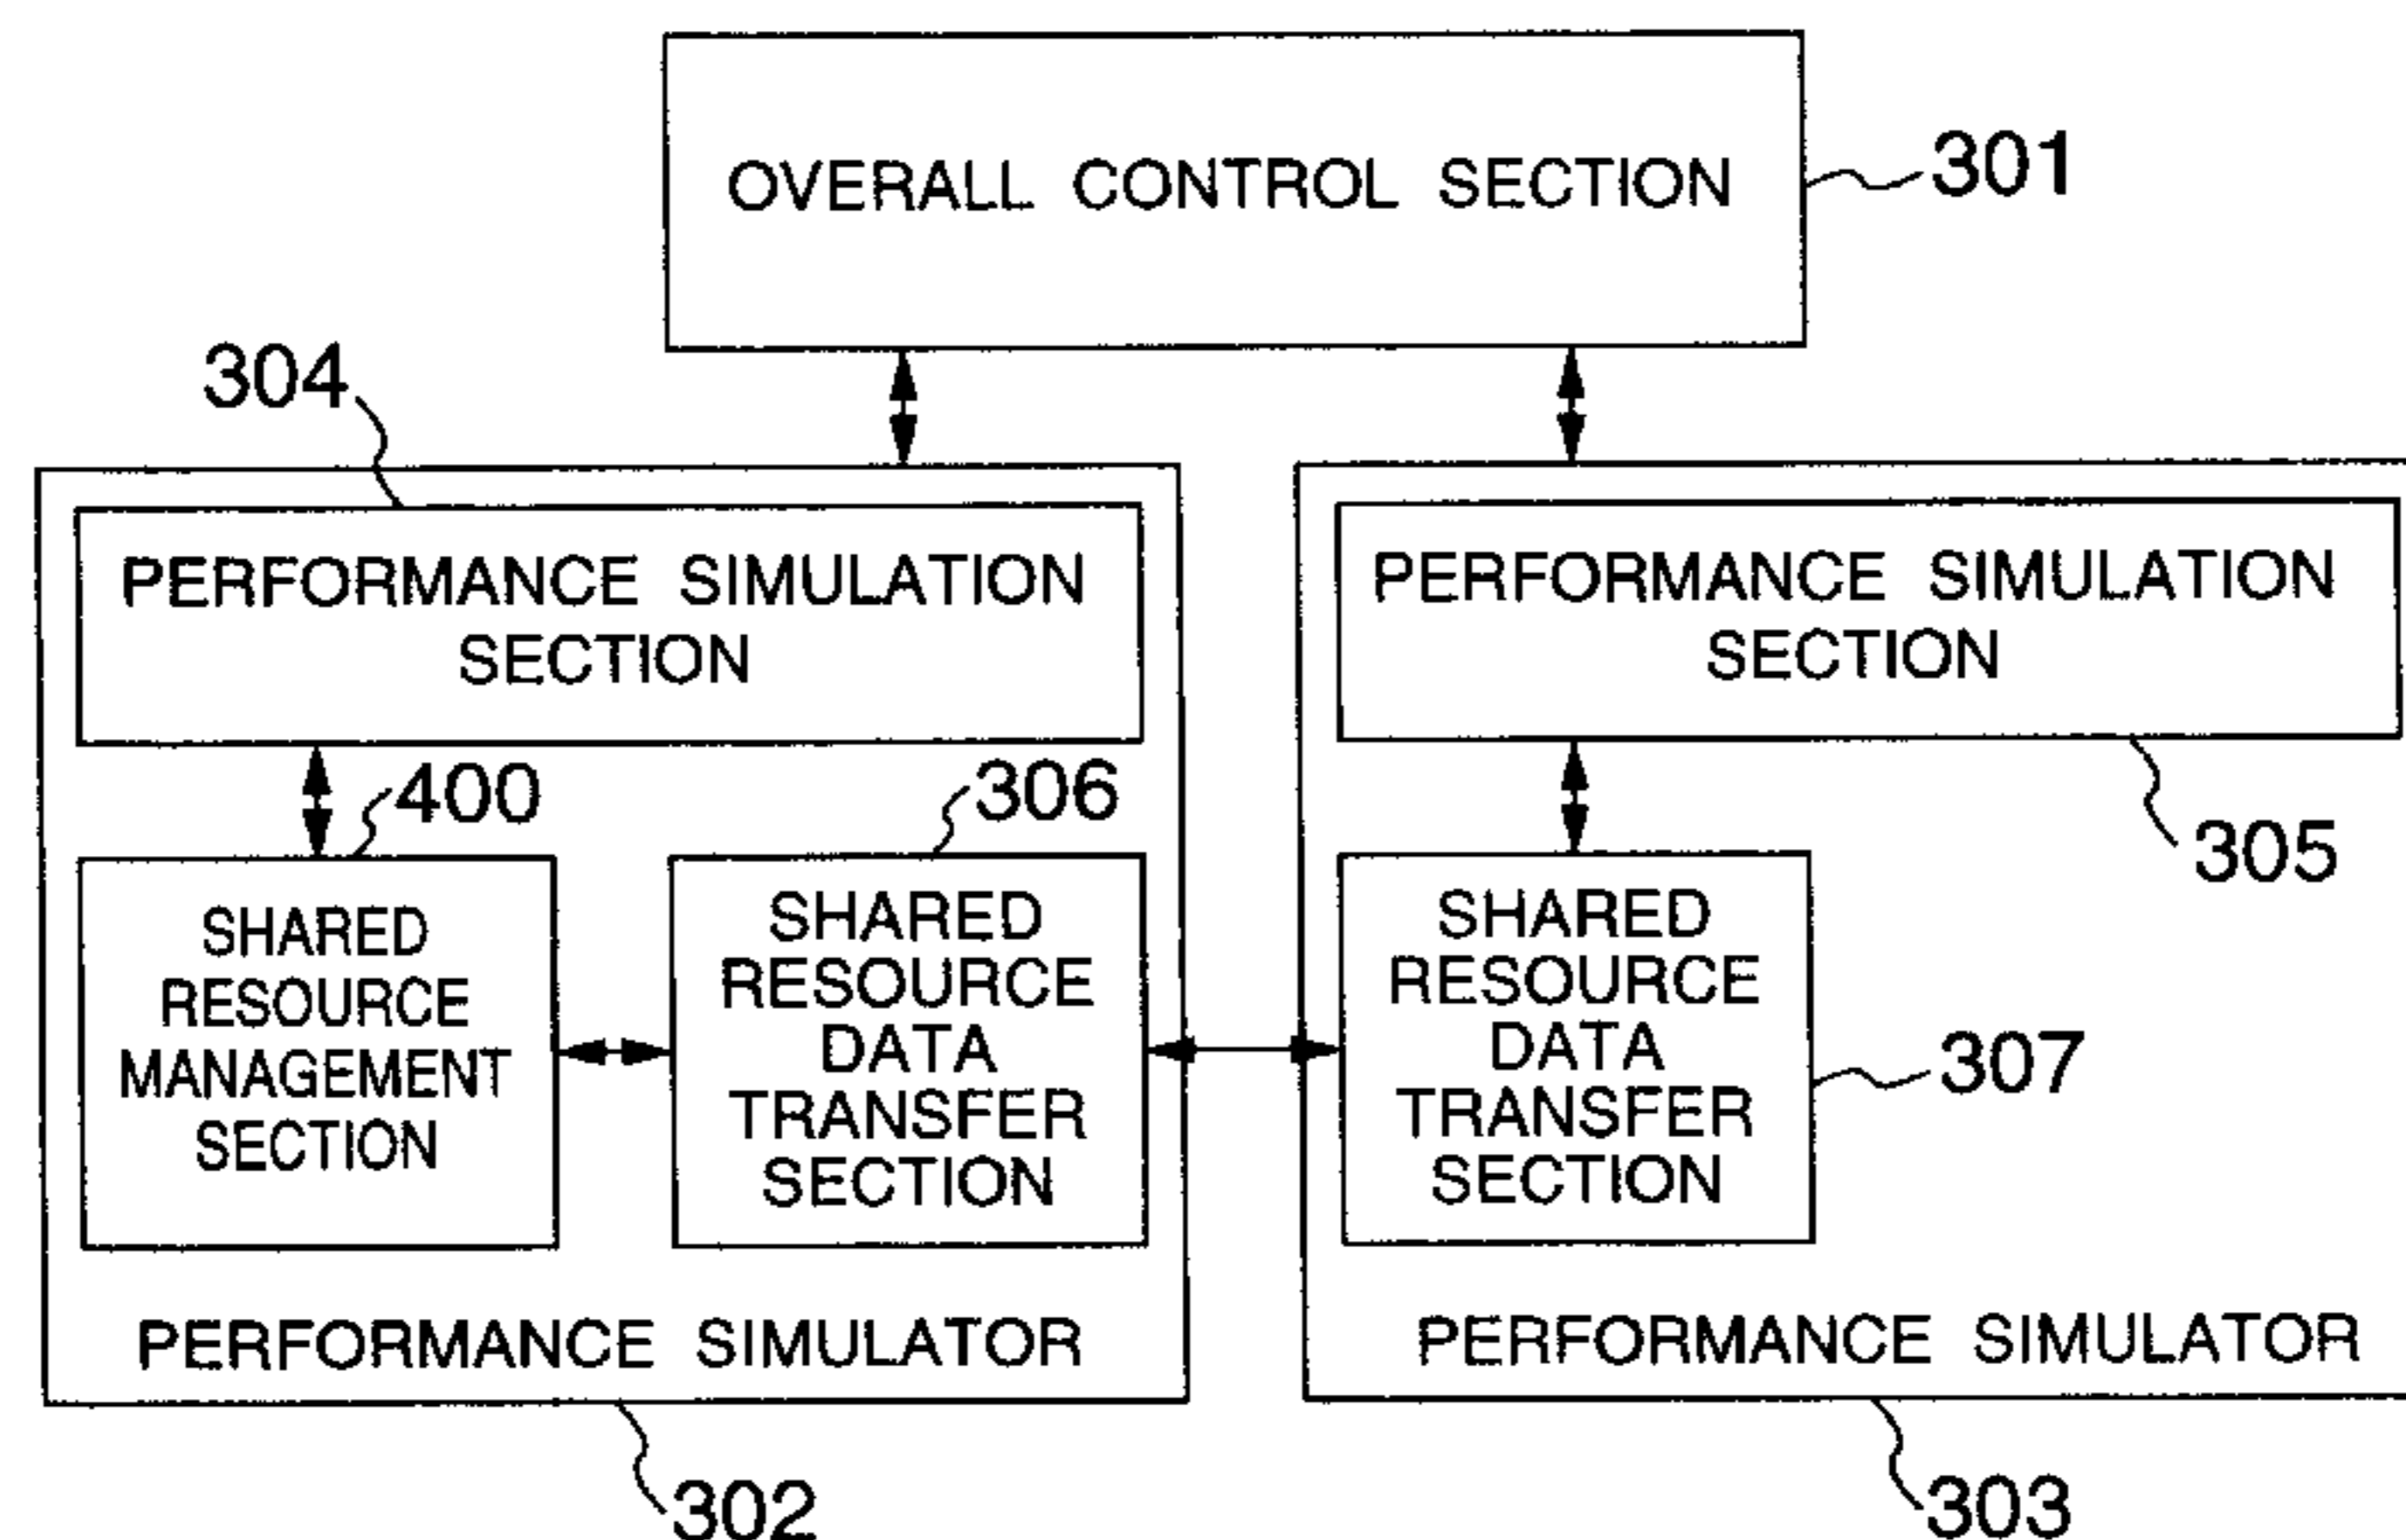 OVERALL CONTROL SECTION
301
304
PERFORMANCE SIMULATION
SECTION
PERFORMANCE SIMULATION
SECTION
400
306
305
SHARED
RESOURCE
MANAGEMENT
SECTION
SHARED
RESOURCE
DATA
TRANSFER
SECTION
SHARED
RESOURCE
DATA
TRANSFER
SECTION
307
PERFORMANCE SIMULATOR
PERFORMANCE SIMULATOR
302
303